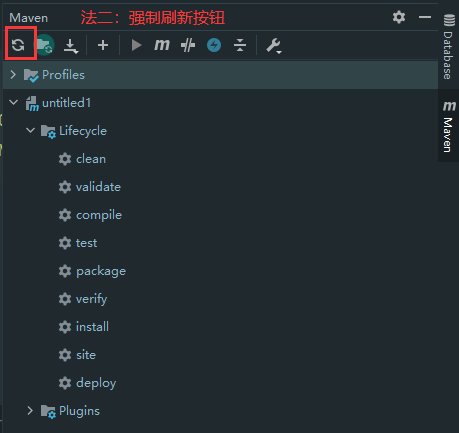 Maven
法二：强制刷新按钮
Profiles
untitled1
Lifecycle
clean
validate
compile
test
package
verify
install
site
deploy
Plugins
Database
Maven